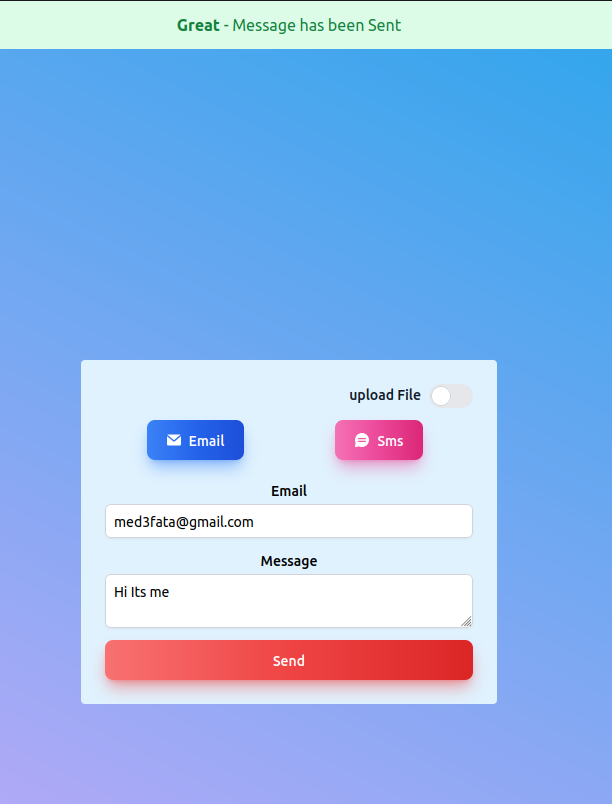 Great - Message has been Sent
upload File
Email
Sms
Email
med3fata@gmail.com
Message
Hi Its me
Send